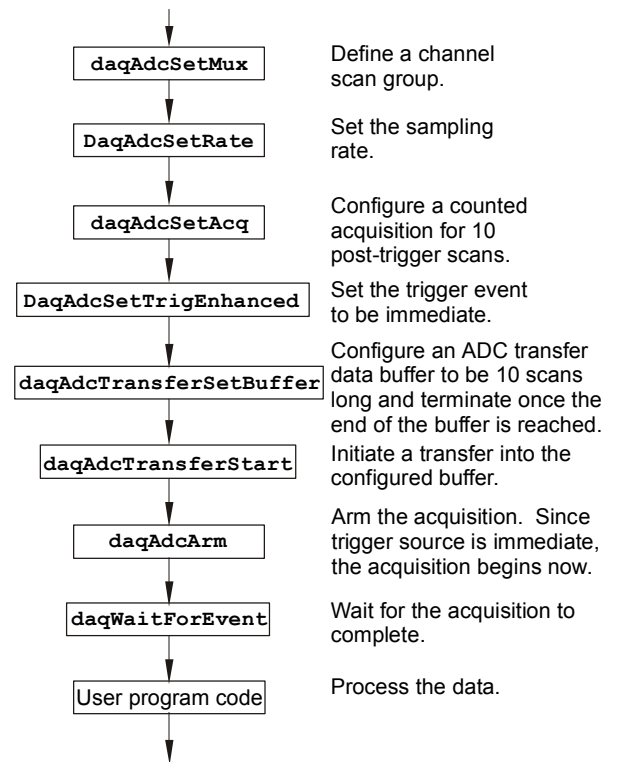 daqAdcSetMux
Define a channel
scan group.
DaqAdcSetRate
Set the sampling
rate.
daqAdcSetAcq
Configure a counted
acquisition for 10
post-trigger scans.
DaqAdcSetTrigEnhanced
Set the trigger event
to be immediate.
daqAdcTransferSetBuffer
Configure an ADC transfer
data buffer to be 10 scans
long and terminate once the
end of the buffer is reached.
daqAdcTransferStart
Initiate a transfer into the
configured buffer.
daqAdcArm
Arm the acquisition.  Since
trigger source is immediate,
the acquisition begins now.
daqWaitForEvent
Wait for the acquisition to
complete.
User program code
Process the data.